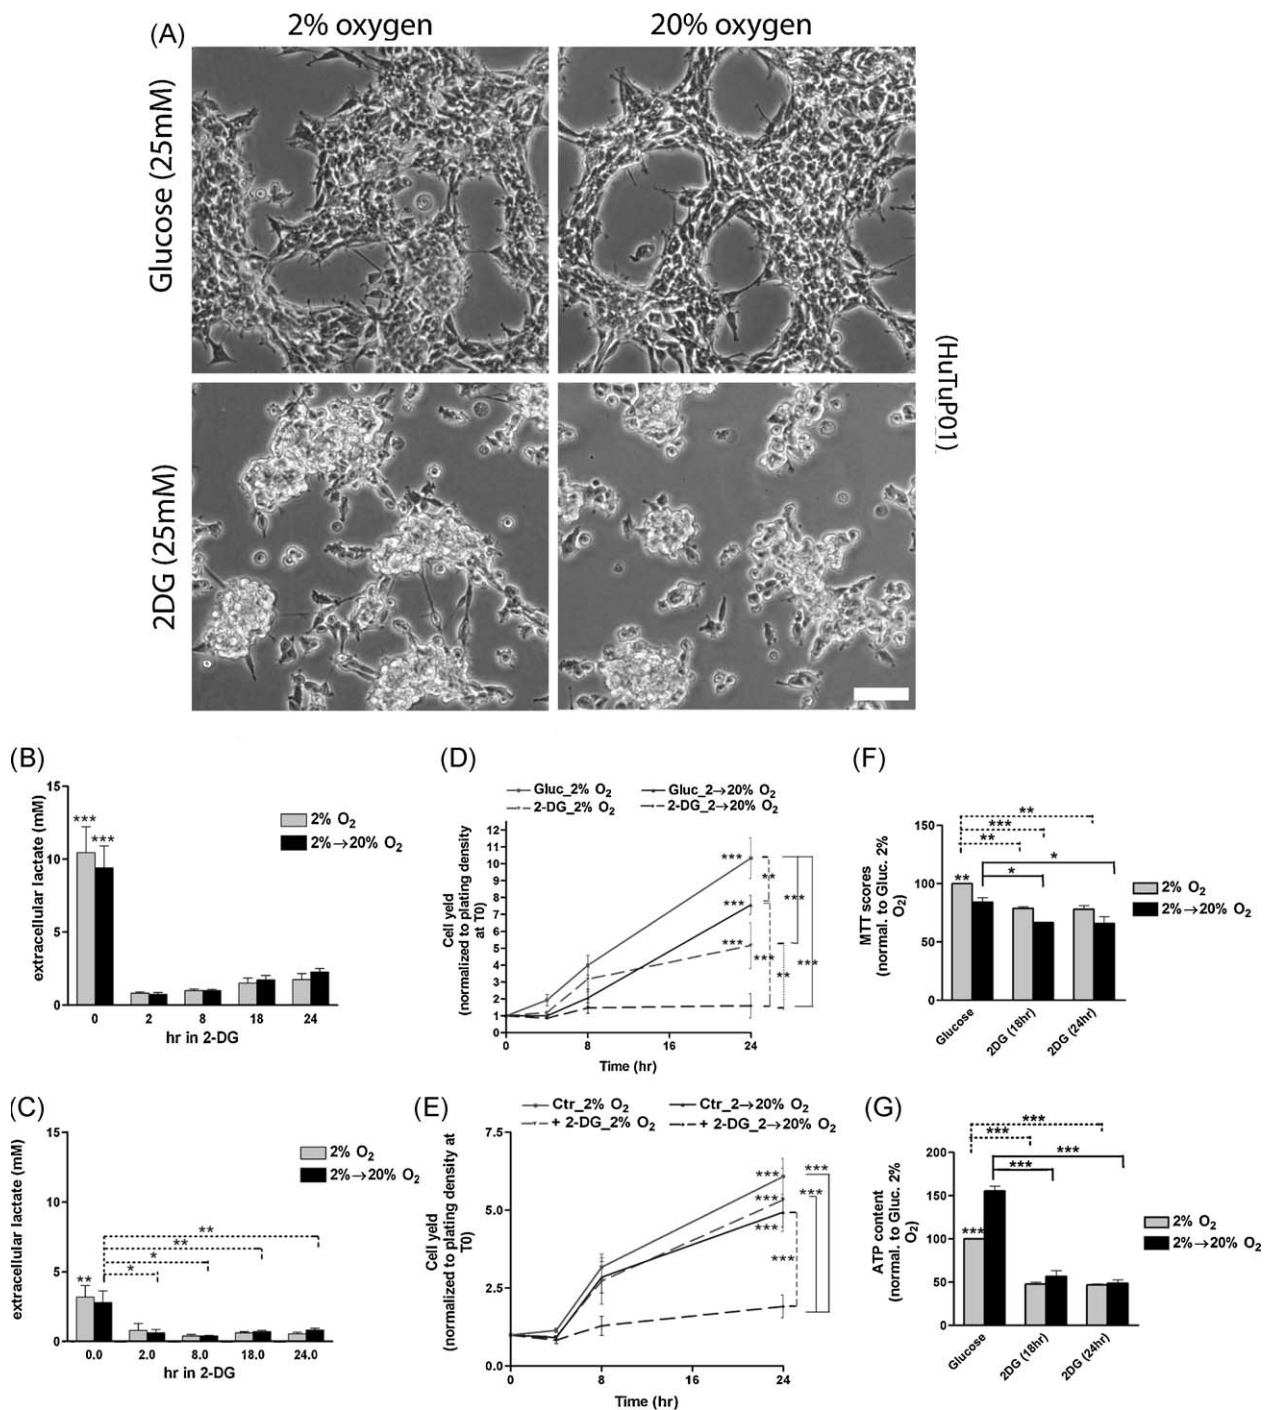 (A)
2% oxygen
20% oxygen
Glucose (25mM)
2DG (25mM)
(HuTuP01)
(B)
extracellular lactate (mM)
15
10
5
0
***
***
2% O2
2%→20% O2
0 2 8 18 24
hr in 2-DG
(C)
extracellular lactate (mM)
15
10
5
0
**
**
**
*
*
2% O2
2%→20% O2
0.0 2.0 8.0 18.0 24.0
hr in 2-DG
(D)
Gluc_2% O2
Gluc_2→20% O2
2-DG_2% O2
2-DG_2→20% O2
Cell yeld
(normalized to plating density
at T0)
12
11
10
9
8
7
6
5
4
3
2
1
0
***
**
***
***
***
***
**
***
0 8 16 24
Time (hr)
(E)
Ctr_2% O2
Ctr_2→20% O2
+ 2-DG_2% O2
+ 2-DG_2→20% O2
Cell yeld
(normalized to plating density at
T0)
7.5
5.0
2.5
0.0
***
***
***
***
***
***
0 8 16 24
Time (hr)
(F)
MTT scores
(normal. to Gluc. 2%
O2)
150
100
50
0
**
***
**
*
*
**
2% O2
2%→20% O2
Glucose
2DG (18hr)
2DG (24hr)
(G)
ATP content
(normal. to Gluc. 2%
O2)
200
150
100
50
0
***
***
***
***
***
2% O2
2%→20% O2
Glucose
2DG (18hr)
2DG (24hr)